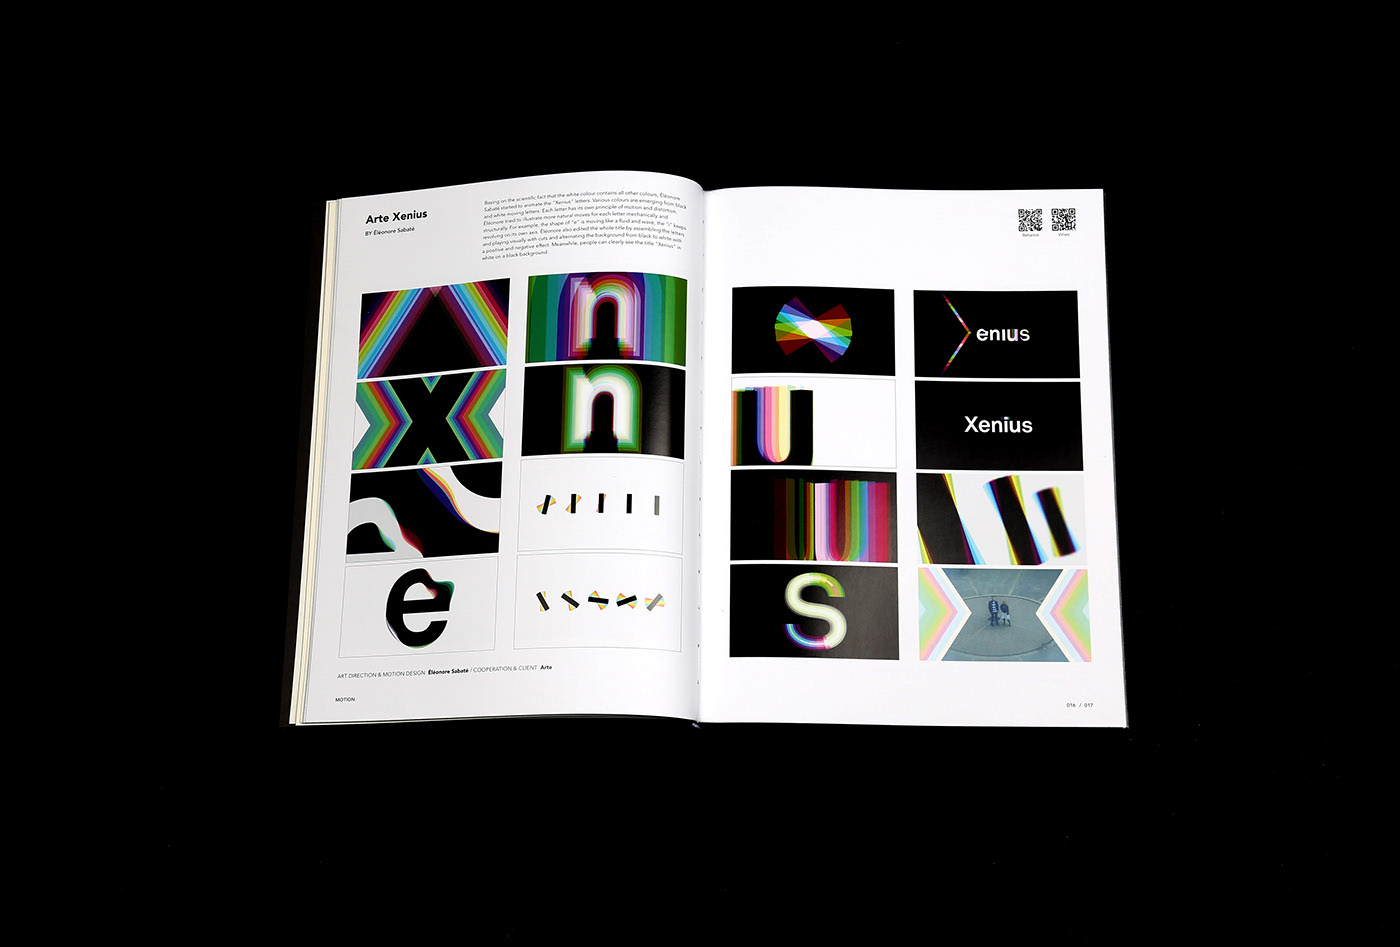 Arte Xenius
BY Éléonore Sabaté
Basing on the scientific fact that the white colour contains all other colours, Éléonore
Sabaté started to animate the "Xenius" letters. Various colours are emerging from black
and white moving letters. Each letter has its own principle of motion and distortion.
Éléonore tried to illustrate more natural moves for each letter mechanically and
structurally. For example, the shape of "e" is moving like a fluid and wave; the "i" keeps
revolving on its own axis. Éléonore also edited the whole title by assembling the letters
and playing visually with cuts and alternating the background from black to white with
a positive and negative effect. Meanwhile, people can clearly see the title "Xenius" in
white on a black background.
n
x
n
e
ART DIRECTION & MOTION DESIGN Éléonore Sabaté / COOPERATION & CLIENT Arte
MOTION
Behance
Vimeo
enius
u
Xenius
u
s
016 / 017